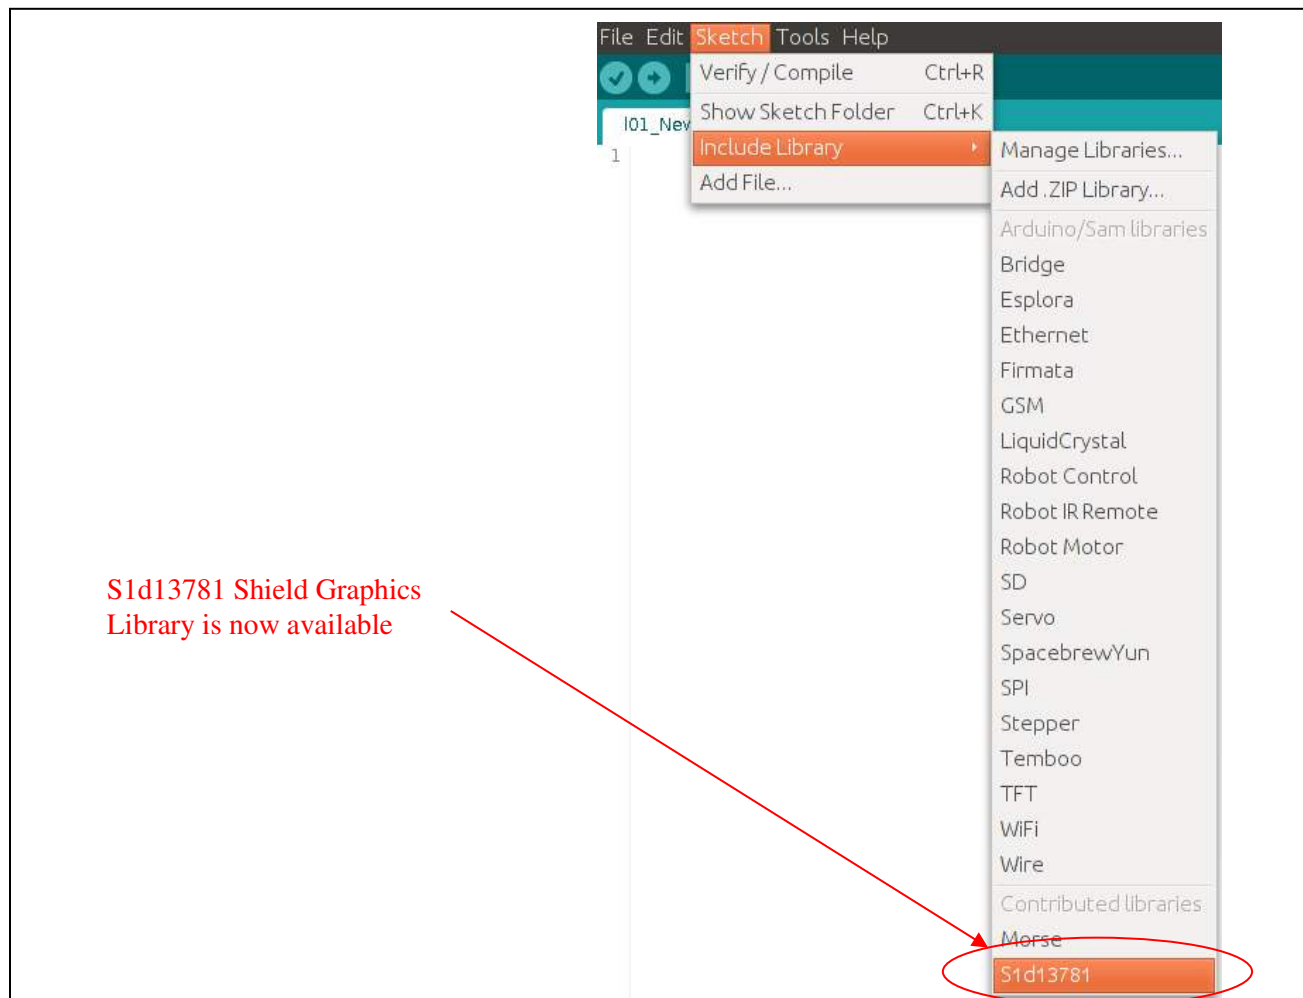 File Edit Sketch Tools Help
Verify / Compile Ctrl+R
Show Sketch Folder Ctrl+K
l01_New
Include Library
1
Add File...
Manage Libraries...
Add .ZIP Library...
Arduino/Sam libraries
Bridge
Esplora
Ethernet
Firmata
GSM
LiquidCrystal
Robot Control
Robot IR Remote
Robot Motor
SD
Servo
SpacebrewYun
SPI
Stepper
Temboo
TFT
WiFi
Wire
Contributed libraries
Morse
S1d13781
S1d13781 Shield Graphics
Library is now available